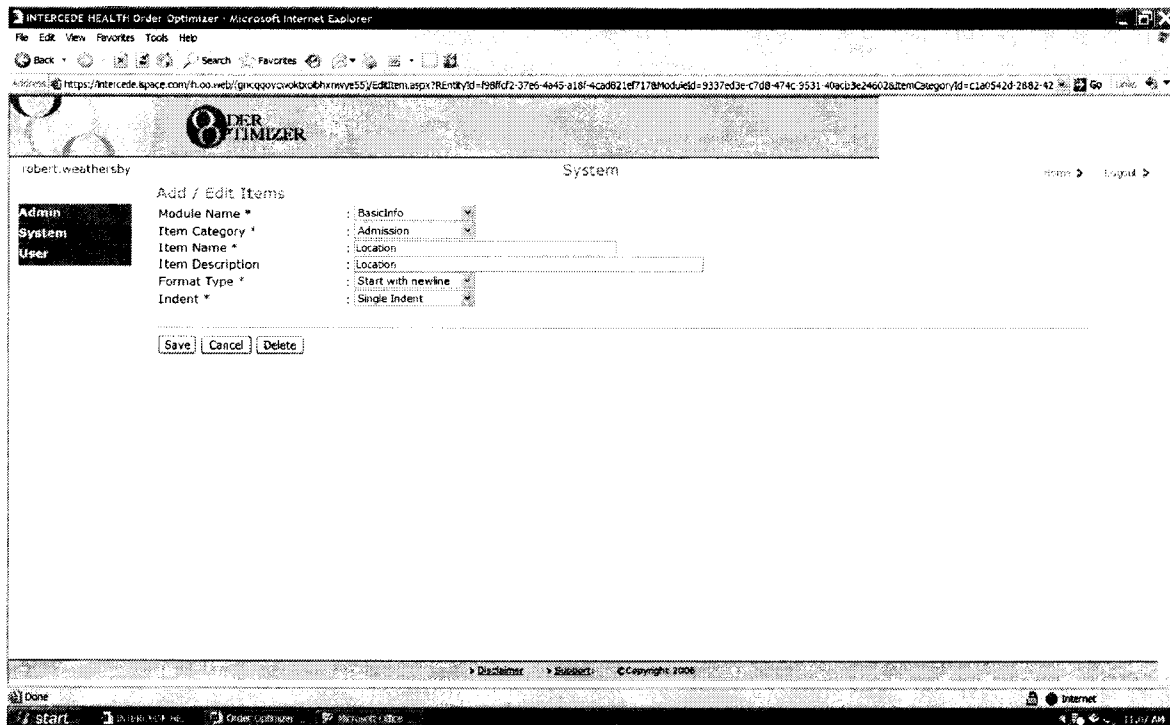 INTERCEDE HEALTH Order Optimizer - Microsoft Internet Explorer
File Edit View Favorites Tools Help
Back Search Favorites
Address Go Links
ORDER
OPTIMIZER
robert.weathersby
System
Home Logout
Add / Edit Items
Admin
System
User
Module Name * : BasicInfo
Item Category * : Admission
Item Name * : Location
Item Description : Location
Format Type * : Start with newline
Indent * : Single Indent
Save Cancel Delete
Disclaimer Support ©Copyright 2006
Done
Internet
start
Order Optimizer ...
Microsoft Office ...